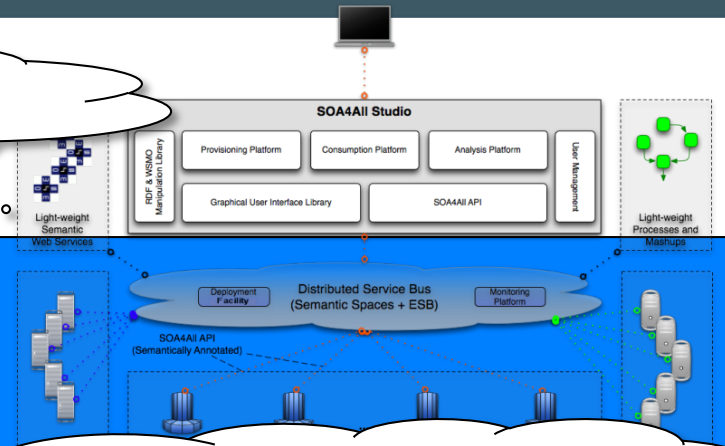 SOA4All Studio
RDF & WSMO
Manipulation Library
Provisioning Platform
Consumption Platform
Analysis Platform
User Management
Graphical User Interface Library
SOA4All API
Light-weight
Semantic
Web Services
Light-weight
Processes and
Mashups
Deployment
Facility
Distributed Service Bus
(Semantic Spaces + ESB)
Monitoring
Platform
SOA4All API
(Semantically Annotated)